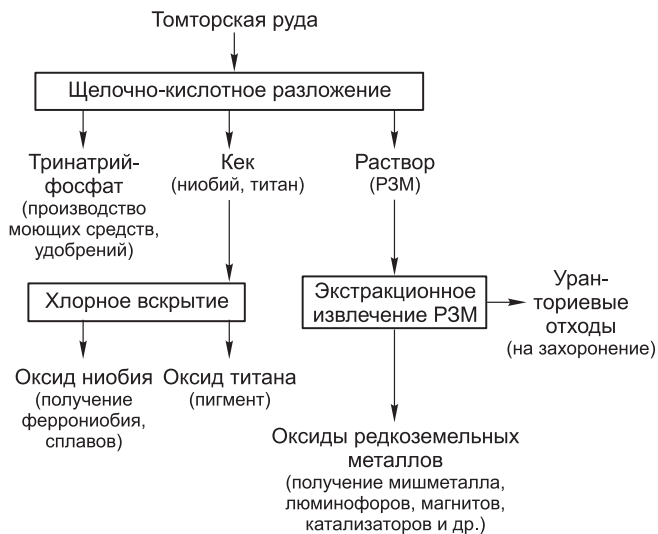 Томторская руда
Щелочно-кислотное разложение
Тринатрий-
фосфат
(производство
моющих средств,
удобрений)
Кек
(ниобий, титан)
Раствор
(РЗМ)
Хлорное вскрытие
Экстракционное
извлечение РЗМ
Уран-
ториевые
отходы
(на захоронение)
Оксид ниобия
(получение
феррониобия,
сплавов)
Оксид титана
(пигмент)
Оксиды редкоземельных
металлов
(получение мишметалла,
люминофоров, магнитов,
катализаторов и др.)